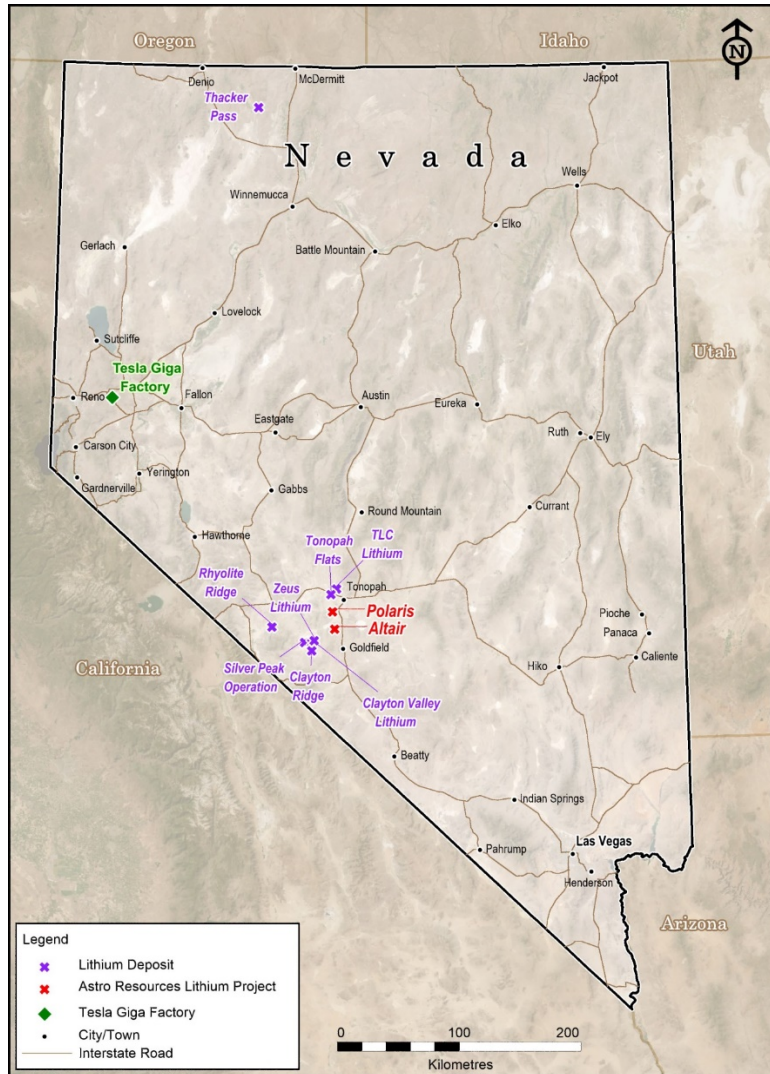 Oregon
Idaho
N
Denio
McDermitt
Jackpot
Thacker
Pass
Nevada
Wells
Winnemucca
Elko
Gerlach
Battle Mountain
Lovelock
Sutcliffe
Utah
Tesla Giga
Factory
Reno
Fallon
Austin
Eureka
Eastgate
Ruth
Ely
Carson City
Yerington
Gardnerville
Gabbs
Round Mountain
Currant
Hawthorne
Tonopah
Flats
TLC
Lithium
Rhyolite
Ridge
Zeus
Lithium
Tonopah
Polaris
Altair
Pioche
Panaca
Caliente
Goldfield
Hiko
California
Silver Peak
Operation
Clayton
Ridge
Clayton Valley
Lithium
Beatty
Indian Springs
Pahrump
Las Vegas
Henderson
Arizona
Legend
Lithium Deposit
Astro Resources Lithium Project
Tesla Giga Factory
City/Town
Interstate Road
0 100 200
Kilometres